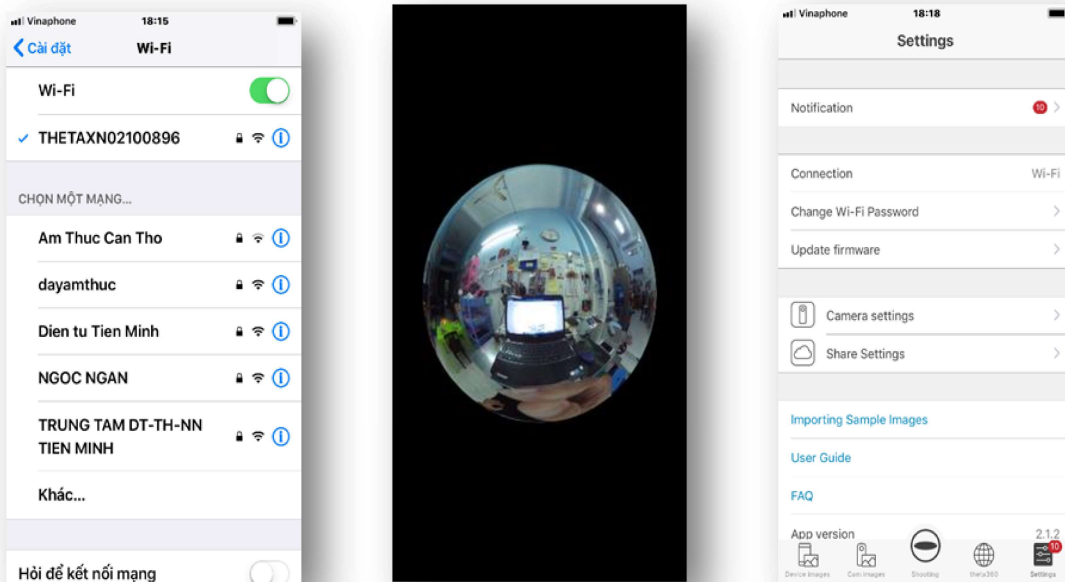 Vinaphone
18:15
Cài đặt
Wi-Fi
Wi-Fi
THETAXN02100896
CHỌN MỘT MẠNG...
Am Thuc Can Tho
dayamthuc
Dien tu Tien Minh
NGOC NGAN
TRUNG TAM DT-TH-NN
TIEN MINH
Khác...
Hỏi để kết nối mạng
Vinaphone
18:18
Settings
Notification
10
Connection
Wi-Fi
Change Wi-Fi Password
Update firmware
Camera settings
Share Settings
Importing Sample Images
User Guide
FAQ
App version
2.1.2
10
Device images
Cam.images
Shooting
theta360
Settings